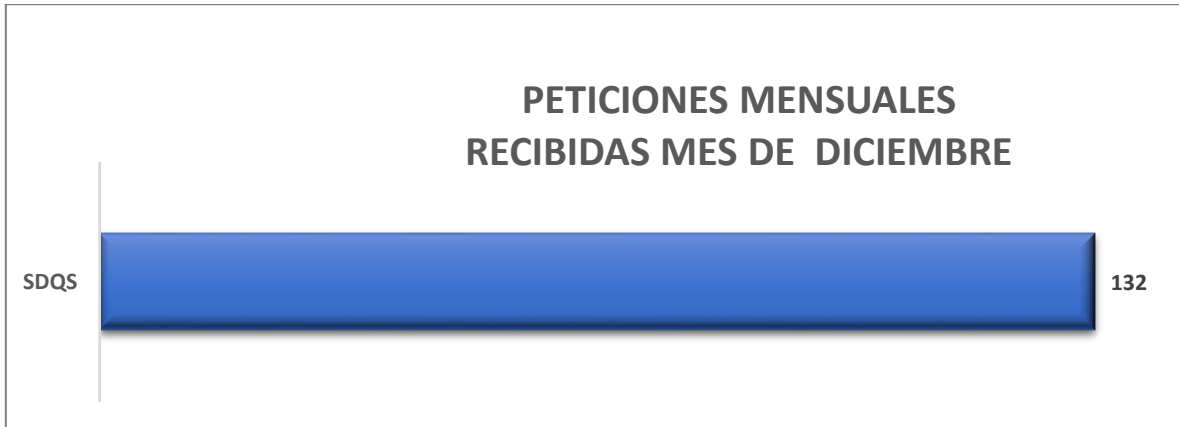 PETICIONES MENSUALES
RECIBIDAS MES DE  DICIEMBRE
SDQS
132